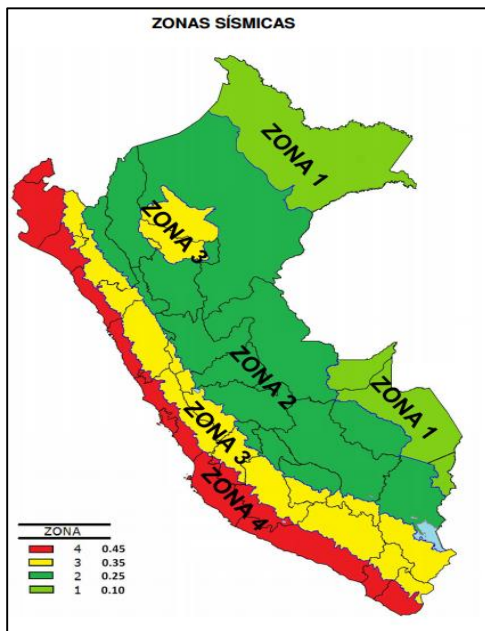 ZONAS SÍSMICAS
ZONA 1
ZONA 3
ZONA 2
ZONA 1
ZONA 3
ZONA 4
ZONA
4 0.45
3 0.35
2 0.25
1 0.10